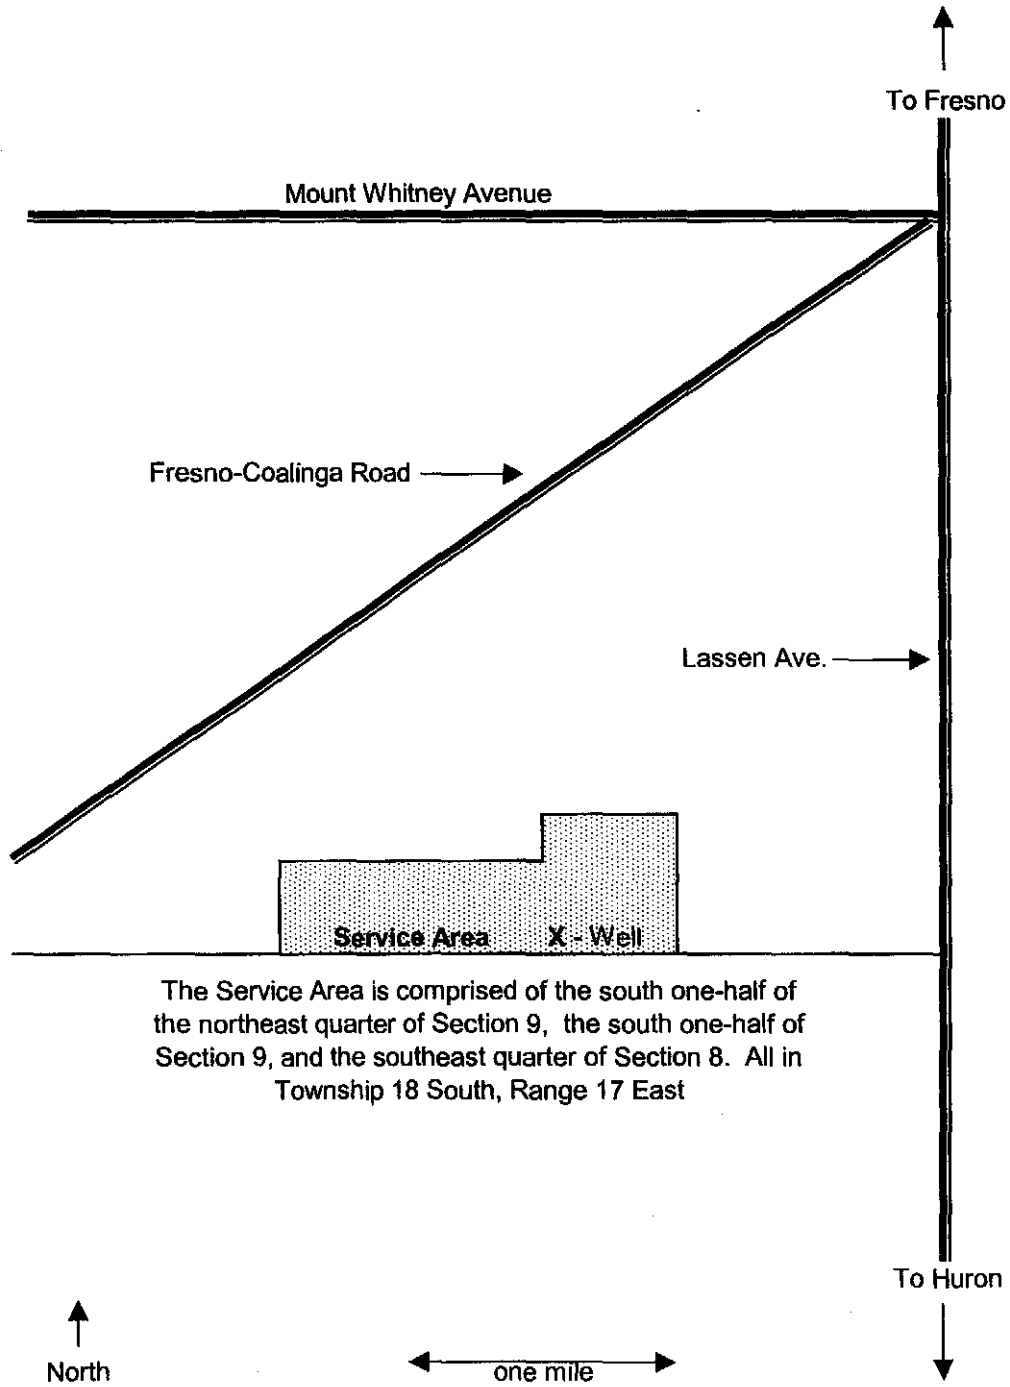 To Fresno
Mount Whitney Avenue
Fresno-Coalinga Road
Lassen Ave.
Service Area X - Well
The Service Area is comprised of the south one-half of
the northeast quarter of Section 9, the south one-half of
Section 9, and the southeast quarter of Section 8. All in
Township 18 South, Range 17 East
To Huron
North
one mile